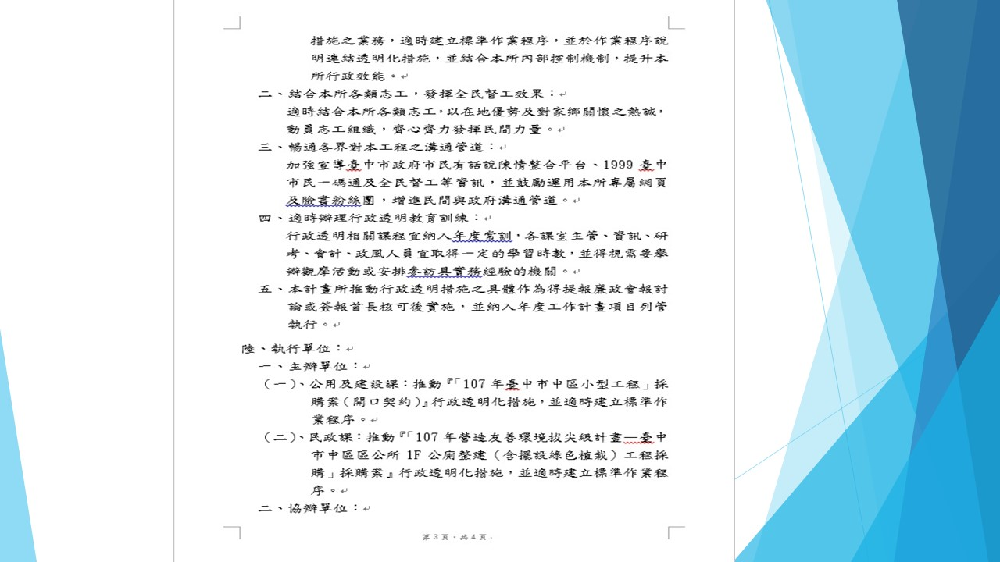 措施之業務，適時建立標準作業程序，並於作業程序說
明連結透明化措施，並結合本所內部控制機制，提升本
所行政效能。
二、結合本所各類志工，發揮全民督工效果：
適時結合本所各類志工，以在地優勢及對家鄉關懷之熱誠，
動員志工組織，齊心齊力發揮民間力量。
三、暢通各界對本工程之溝通管道：
加強宣導臺中市政府市民有話說陳情整合平台、1999 臺中
市民一碼通及全民督工等資訊，並鼓勵運用本所專屬網頁
及臉書粉絲團，增進民間與政府溝通管道。
四、適時辦理行政透明教育訓練：
行政透明相關課程宜納入年度常訓，各課室主管、資訊、研
考、會計、政風人員宜取得一定的學習時數，並得視需要舉
辦觀摩活動或安排參訪具實務經驗的機關。
五、本計畫所推動行政透明措施之具體作為得提報廉政會報討
論或簽報首長核可後實施，並納入年度工作計畫項目列管
執行。
陸、執行單位：
一、主辦單位：
（一）、公用及建設課：推動『「107 年臺中市中區小型工程」採
購案（開口契約）』行政透明化措施，並適時建立標準作
業程序。
（二）、民政課：推動『「107 年營造友善環境拔尖級計畫—臺中
市中區區公所 1F 公廁整建（含擺設綠色植栽）工程採
購」採購案』行政透明化措施，並適時建立標準作業程
序。
二、協辦單位：
第 3 頁，共 4 頁